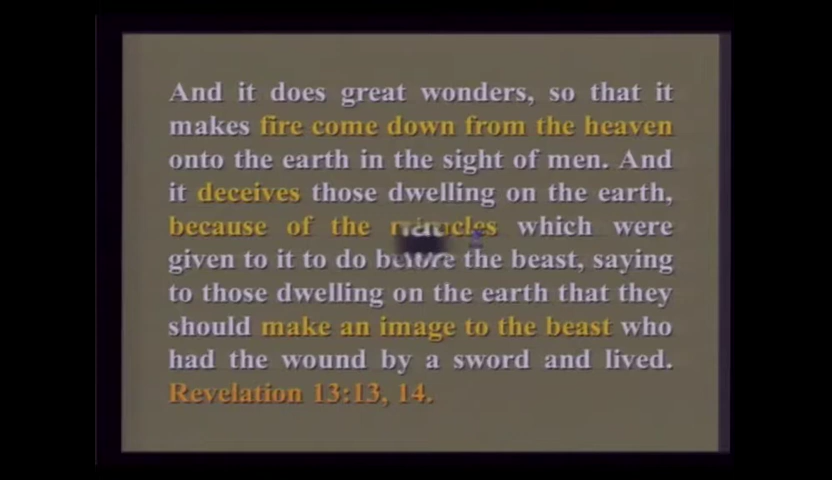 And it does great wonders, so that it
makes fire come down from the heaven
onto the earth in the sight of men. And
it deceives those dwelling on the earth,
because of the miracles which were
given to it to do before the beast, saying
to those dwelling on the earth that they
should make an image to the beast who
had the wound by a sword and lived.
Revelation 13:13, 14.